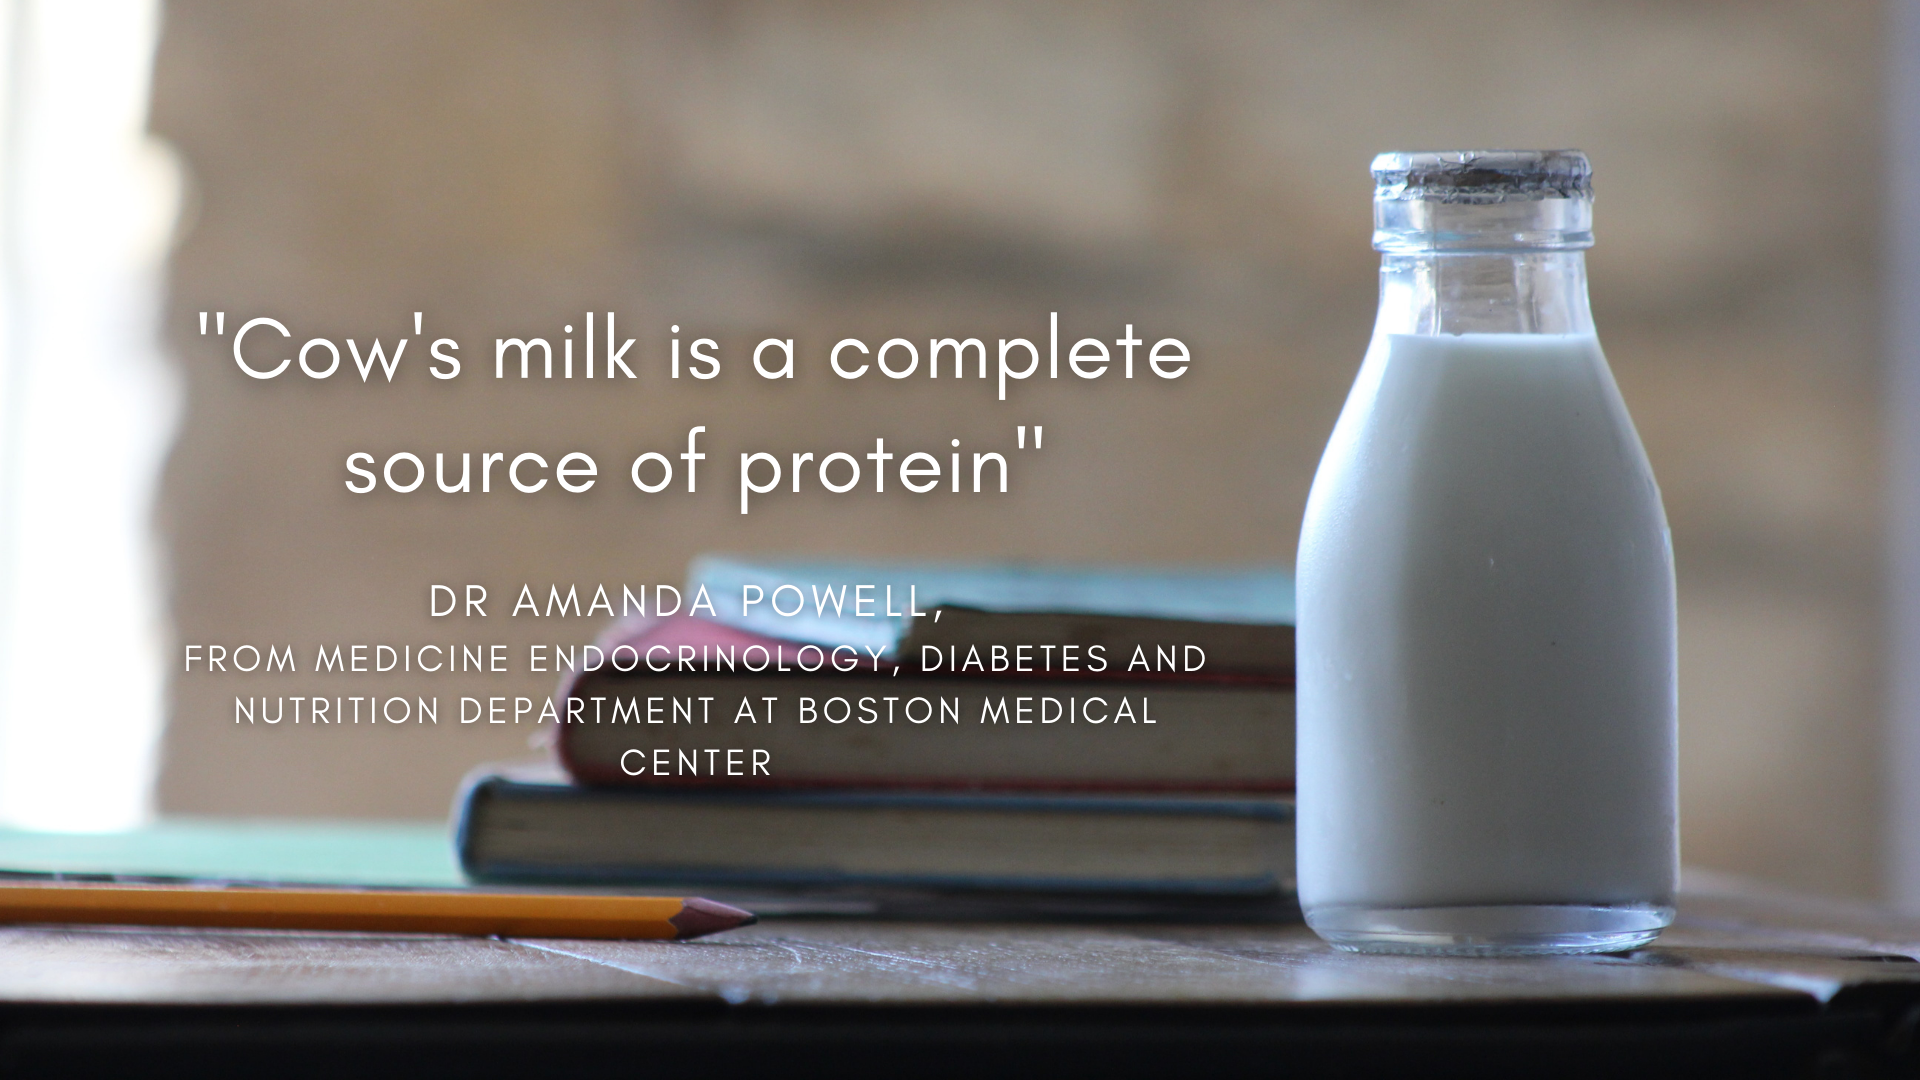 "Cow's milk is a complete
source of protein"
DR AMANDA POWELL,
FROM MEDICINE ENDOCRINOLOGY, DIABETES AND
NUTRITION DEPARTMENT AT BOSTON MEDICAL
CENTER